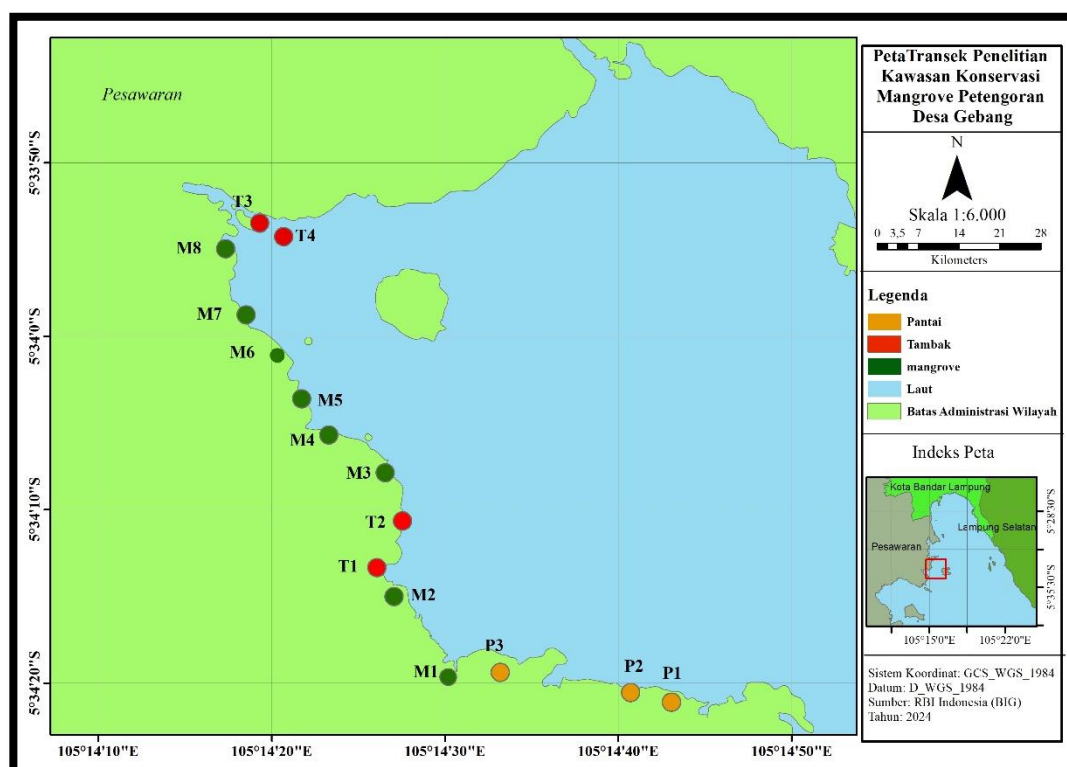 Pesawaran
T3
T4
M8
M7
M6
M5
M4
M3
T2
T1
M2
M1
P3
P2
P1
5°33'50"S
5°34'0"S
5°34'10"S
5°34'20"S
105°14'10"E
105°14'20"E
105°14'30"E
105°14'40"E
105°14'50"E
PetaTransek Penelitian
Kawasan Konservasi
Mangrove Petengoran
Desa Gebang
N
Skala 1:6.000
0 3,5 7 14 21 28
Kilometers
Legenda
Pantai
Tambak
mangrove
Laut
Batas Administrasi Wilayah
Indeks Peta
Kota Bandar Lampung
Lampung Selatan
Pesawaran
5°28'30"S
5°35'30"S
105°15'0"E
105°22'0"E
Sistem Koordinat: GCS_WGS_1984
Datum: D_WGS_1984
Sumber: RBI Indonesia (BIG)
Tahun: 2024